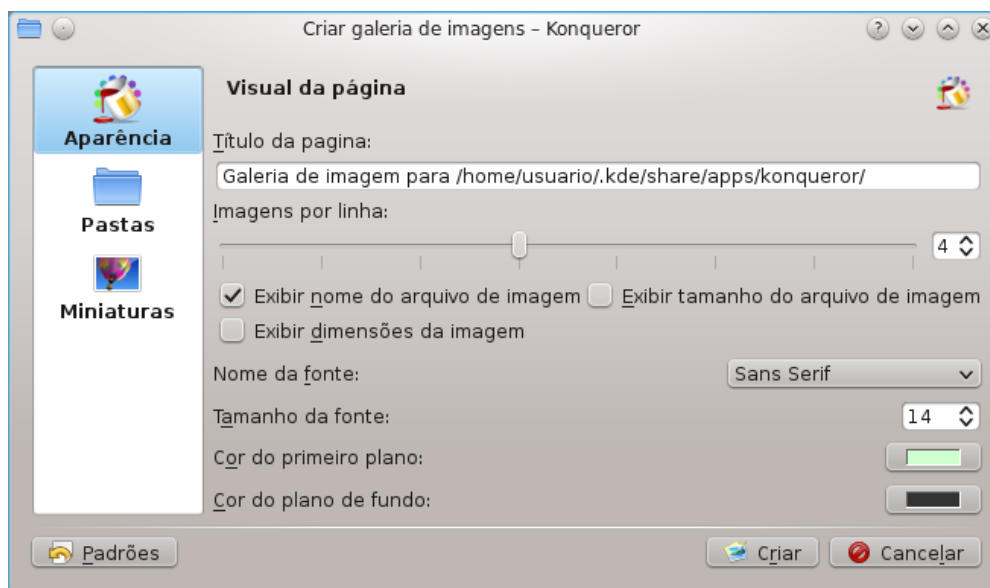 Criar galeria de imagens – Konqueror
Aparência
Pastas
Miniaturas
Visual da página
Título da pagina:
Galeria de imagem para /home/usuario/.kde/share/apps/konqueror/
Imagens por linha:
4
Exibir nome do arquivo de imagem
Exibir tamanho do arquivo de imagem
Exibir dimensões da imagem
Nome da fonte:
Sans Serif
Tamanho da fonte:
14
Cor do primeiro plano:
Cor do plano de fundo:
Padrões
Criar
Cancelar